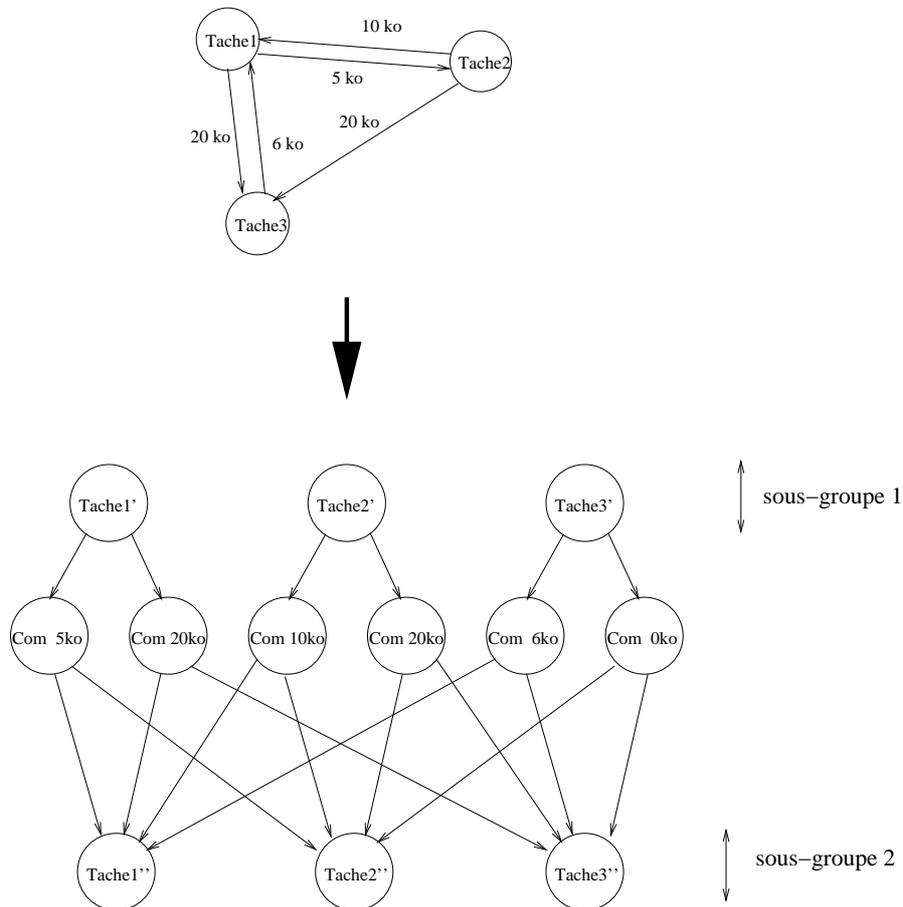 10 ko
Tache1
Tache2
5 ko
20 ko
20 ko
6 ko
Tache3
Tache1’
Tache2’
Tache3’
sous−groupe 1
Com 5ko
Com 20ko
Com 10ko
Com 20ko
Com 6ko
Com 0ko
Tache1’’
Tache2’’
Tache3’’
sous−groupe 2